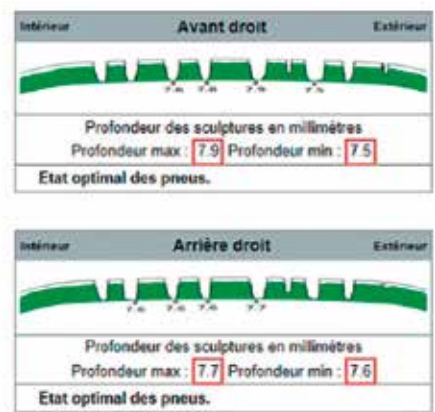 Intérieur Avant droit Extérieur
7.6 7.8 7.9 7.5
Profondeur des sculptures en millimètres
Profondeur max : 7.9 Profondeur min : 7.5
Etat optimal des pneus.
Intérieur Arrière droit Extérieur
7.6 7.6 7.6 7.7
Profondeur des sculptures en millimètres
Profondeur max : 7.7 Profondeur min : 7.6
Etat optimal des pneus.